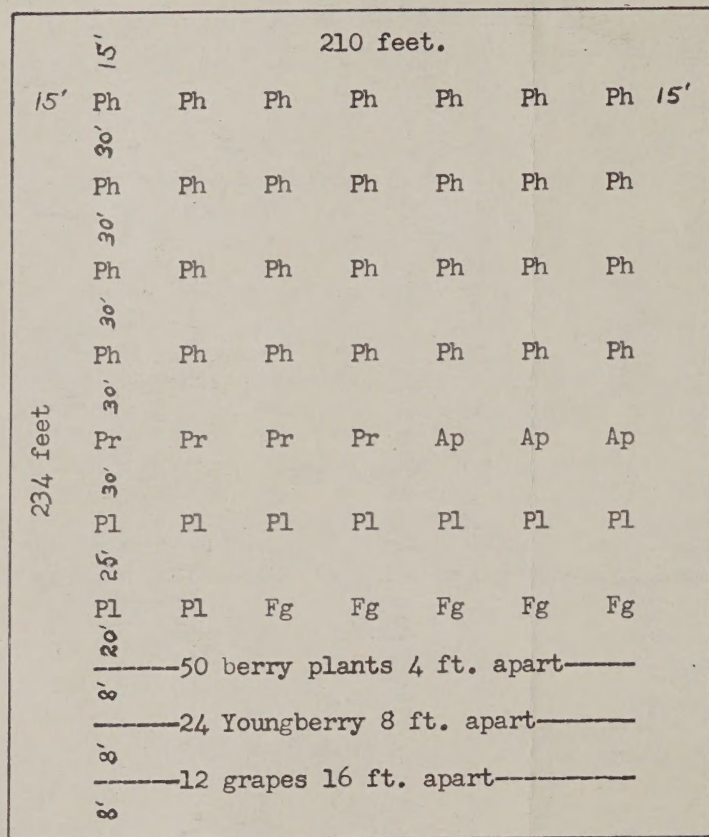 15'
210 feet.
15' Ph Ph Ph Ph Ph Ph Ph 15'
30'
Ph Ph Ph Ph Ph Ph Ph
30'
Ph Ph Ph Ph Ph Ph Ph
30'
Ph Ph Ph Ph Ph Ph Ph
30'
234 feet
Pr Pr Pr Pr Ap Ap Ap
30'
Pl Pl Pl Pl Pl Pl Pl
25'
Pl Pl Fg Fg Fg Fg Fg
20'
50 berry plants 4 ft. apart
8'
24 Youngberry 8 ft. apart
8'
12 grapes 16 ft. apart
8'